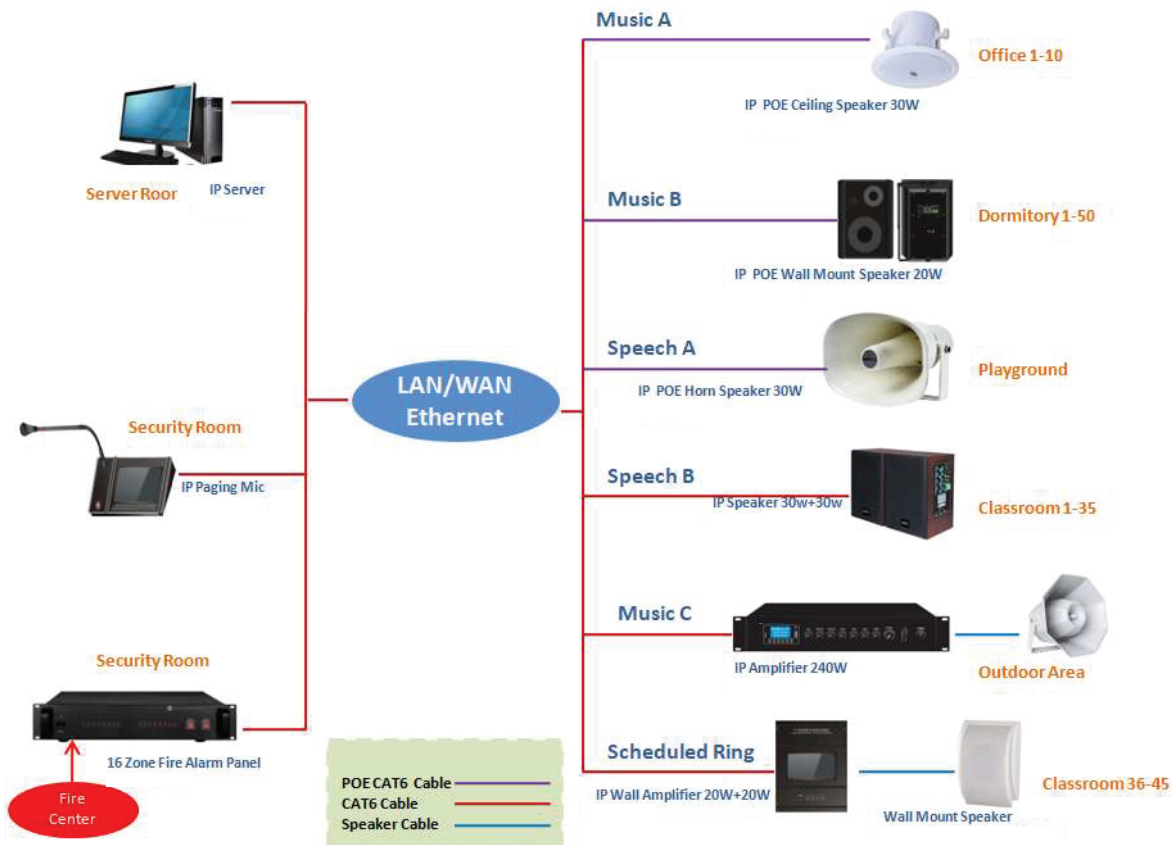 Music A
Office 1-10
IP POE Ceiling Speaker 30W
Server Roor
IP Server
Music B
Dormitory 1-50
IP POE Wall Mount Speaker 20W
LAN/WAN
Ethernet
Speech A
Playground
IP POE Horn Speaker 30W
Security Room
IP Paging Mic
Speech B
IP Speaker 30w+30w
Classroom 1-35
Music C
IP Amplifier 240W
Outdoor Area
Security Room
16 Zone Fire Alarm Panel
Fire
Center
Scheduled Ring
IP Wall Amplifier 20W+20W
Classroom 36-45
Wall Mount Speaker
POE CAT6 Cable
CAT6 Cable
Speaker Cable